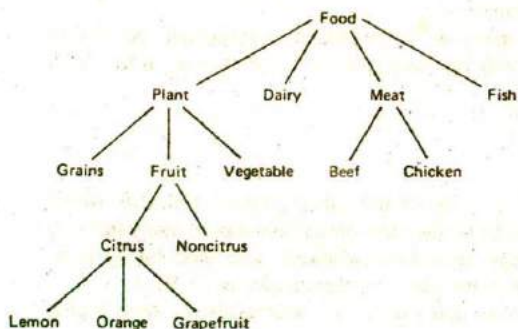 Food
Plant Dairy Meat Fish
Grains Fruit Vegetable Beef Chicken
Citrus Noncitrus
Lemon Orange Grapefruit